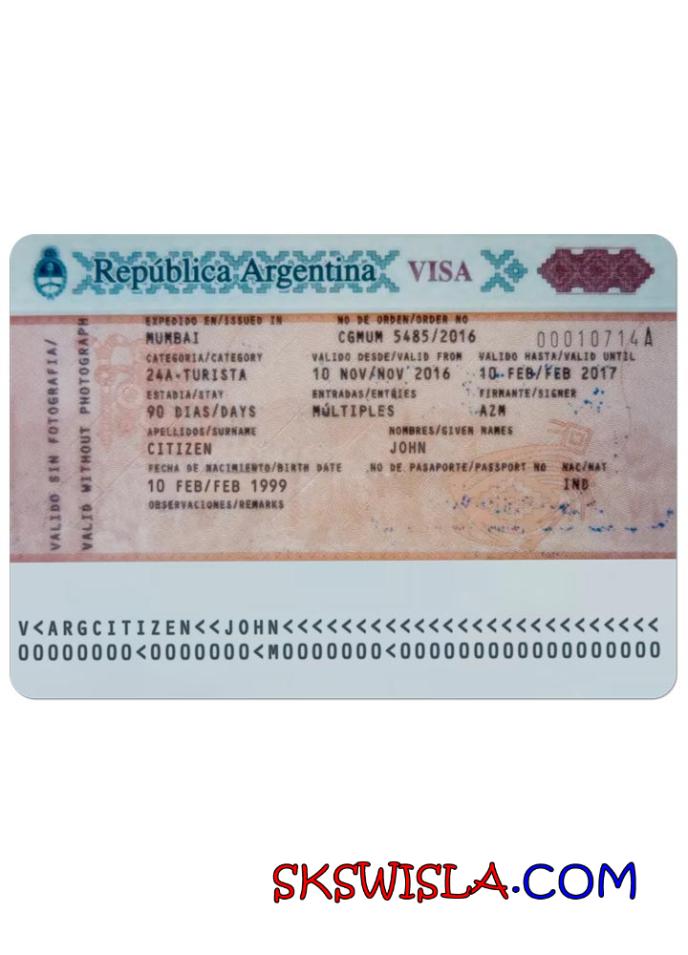 República Argentina VISA
EXPEDIDO EN/ISSUED IN NO DE ORDEN/ORDER NO
MUMBAI CGMUM 5485/2016 00010714A
CATEGORIA/CATEGORY VALIDO DESDE/VALID FROM VALIDO HASTA/VALID UNTIL
24A-TURISTA 10 NOV/NOV 2016 10 FEB/FEB 2017
ESTADIA/STAY ENTRADAS/ENTRIES FIRMANTE/SIGNER
90 DIAS/DAYS MÚLTIPLES AZM
APELLIDOS/SURNAME NOMBRES/GIVEN NAMES
CITIZEN JOHN
FECHA DE NACIMIENTO/BIRTH DATE NO DE PASAPORTE/PASSPORT NO NAC/NAT
10 FEB/FEB 1999 IND
OBSERVACIONES/REMARKS
VALIDO SIN FOTOGRAFIA/
VALID WITHOUT PHOTOGRAPH
V<ARGCITIZEN<<JOHN<<<<<<<<<<<<<<<<<<<<<<<<<<
00000000<0000000<M0000000<000000000000000000
SKSWISLA.COM